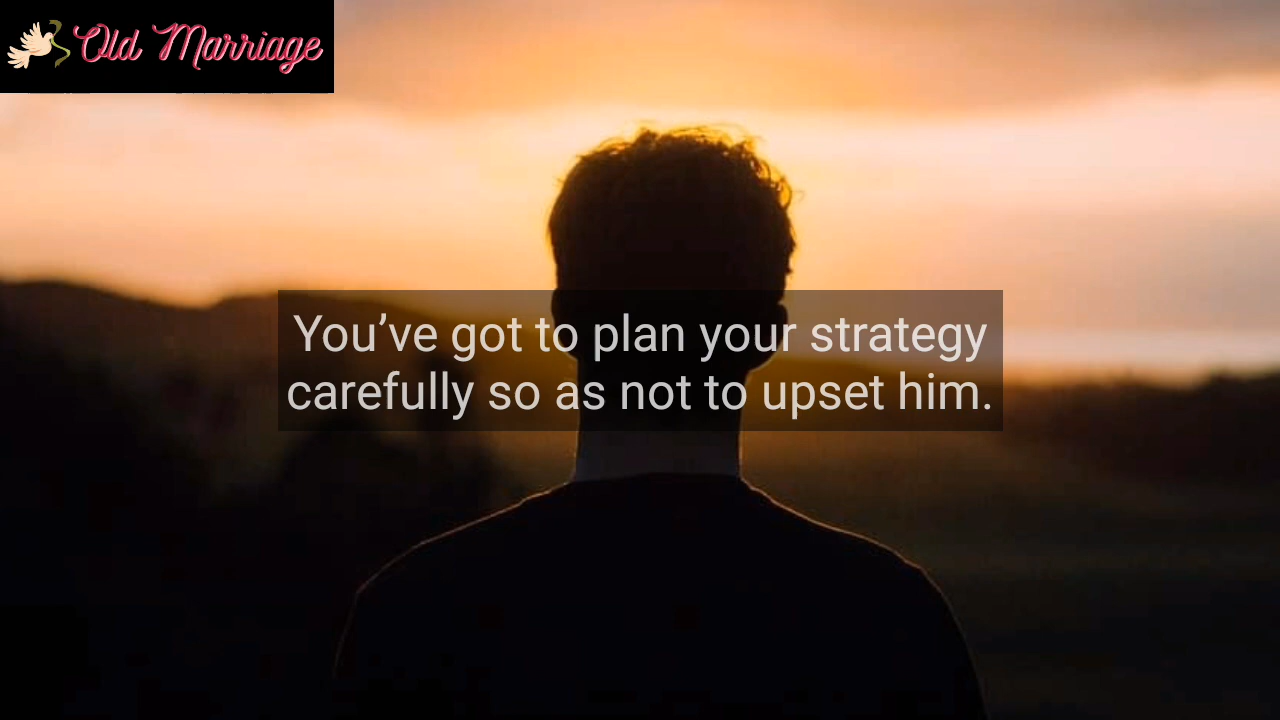 Old Marriage
You’ve got to plan your strategy
carefully so as not to upset him.